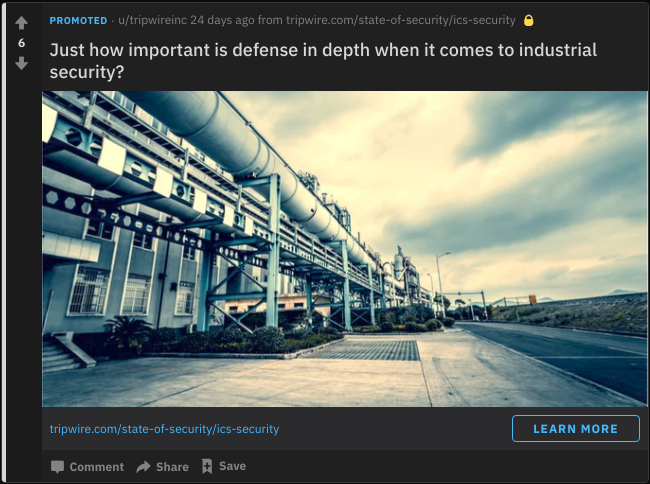 PROMOTED · u/tripwireinc 24 days ago from tripwire.com/state-of-security/ics-security
6
Just how important is defense in depth when it comes to industrial
security?
tripwire.com/state-of-security/ics-security
LEARN MORE
Comment Share Save